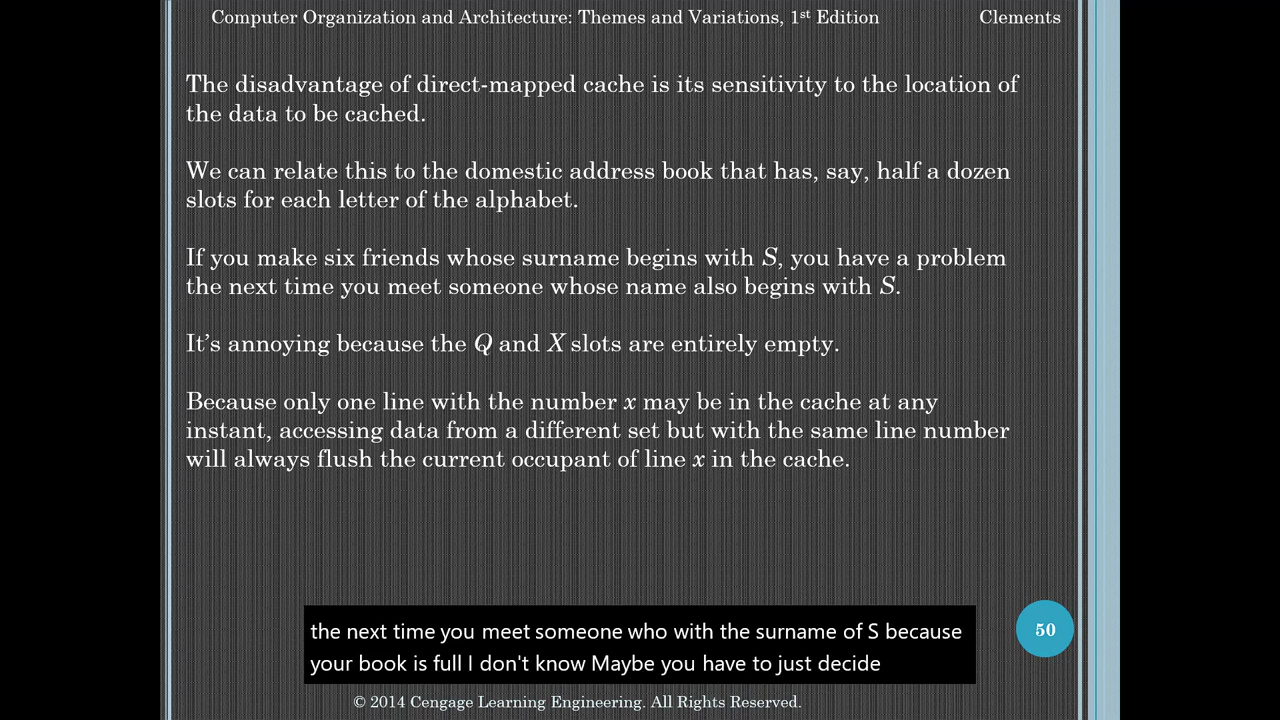 Computer Organization and Architecture: Themes and Variations, 1st Edition Clements
The disadvantage of direct-mapped cache is its sensitivity to the location of
the data to be cached.
We can relate this to the domestic address book that has, say, half a dozen
slots for each letter of the alphabet.
If you make six friends whose surname begins with S, you have a problem
the next time you meet someone whose name also begins with S.
It’s annoying because the Q and X slots are entirely empty.
Because only one line with the number x may be in the cache at any
instant, accessing data from a different set but with the same line number
will always flush the current occupant of line x in the cache.
the next time you meet someone who with the surname of S because
your book is full I don't know Maybe you have to just decide
50
© 2014 Cengage Learning Engineering. All Rights Reserved.